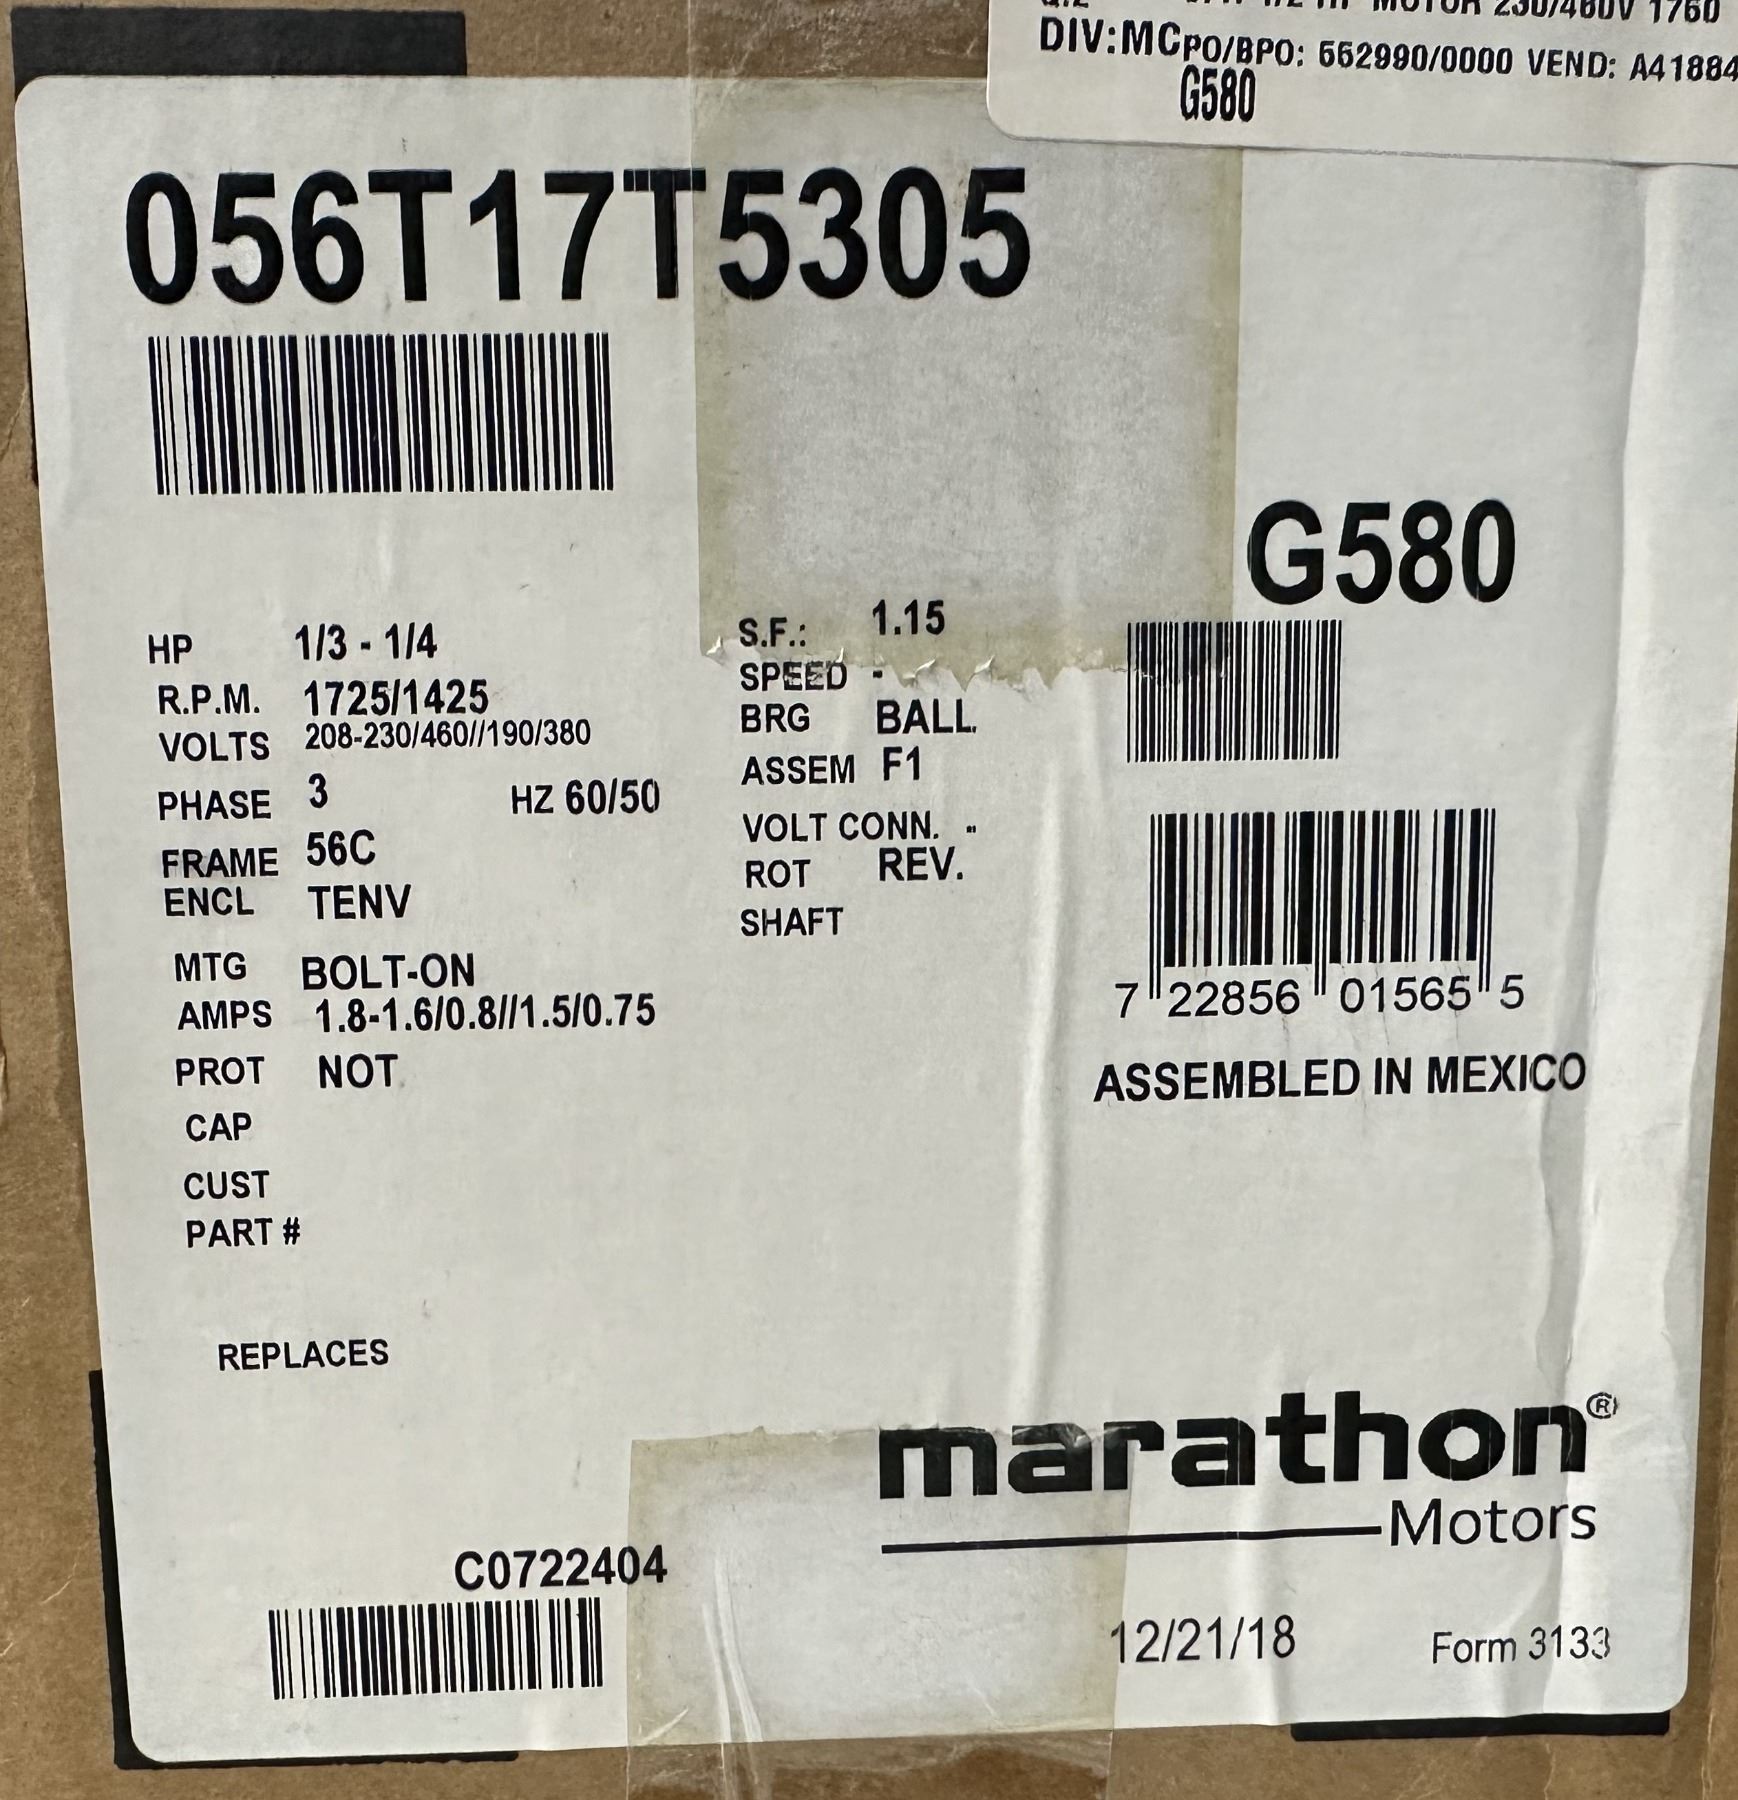 MOTOR 230/460V 1760
DIV:MC PO/BPO: 552990/0000 VEND: A41884
G580
056T17T5305
G580
HP 1/3 - 1/4
R.P.M. 1725/1425
VOLTS 208-230/460//190/380
PHASE 3 HZ 60/50
FRAME 56C
ENCL TENV
MTG BOLT-ON
AMPS 1.8-1.6/0.8//1.5/0.75
PROT NOT
CAP
CUST
PART #
REPLACES
S.F.: 1.15
SPEED -
BRG BALL
ASSEM F1
VOLT CONN. -
ROT REV.
SHAFT
7 22856 01565 5
ASSEMBLED IN MEXICO
marathon®
Motors
C0722404
12/21/18 Form 3133